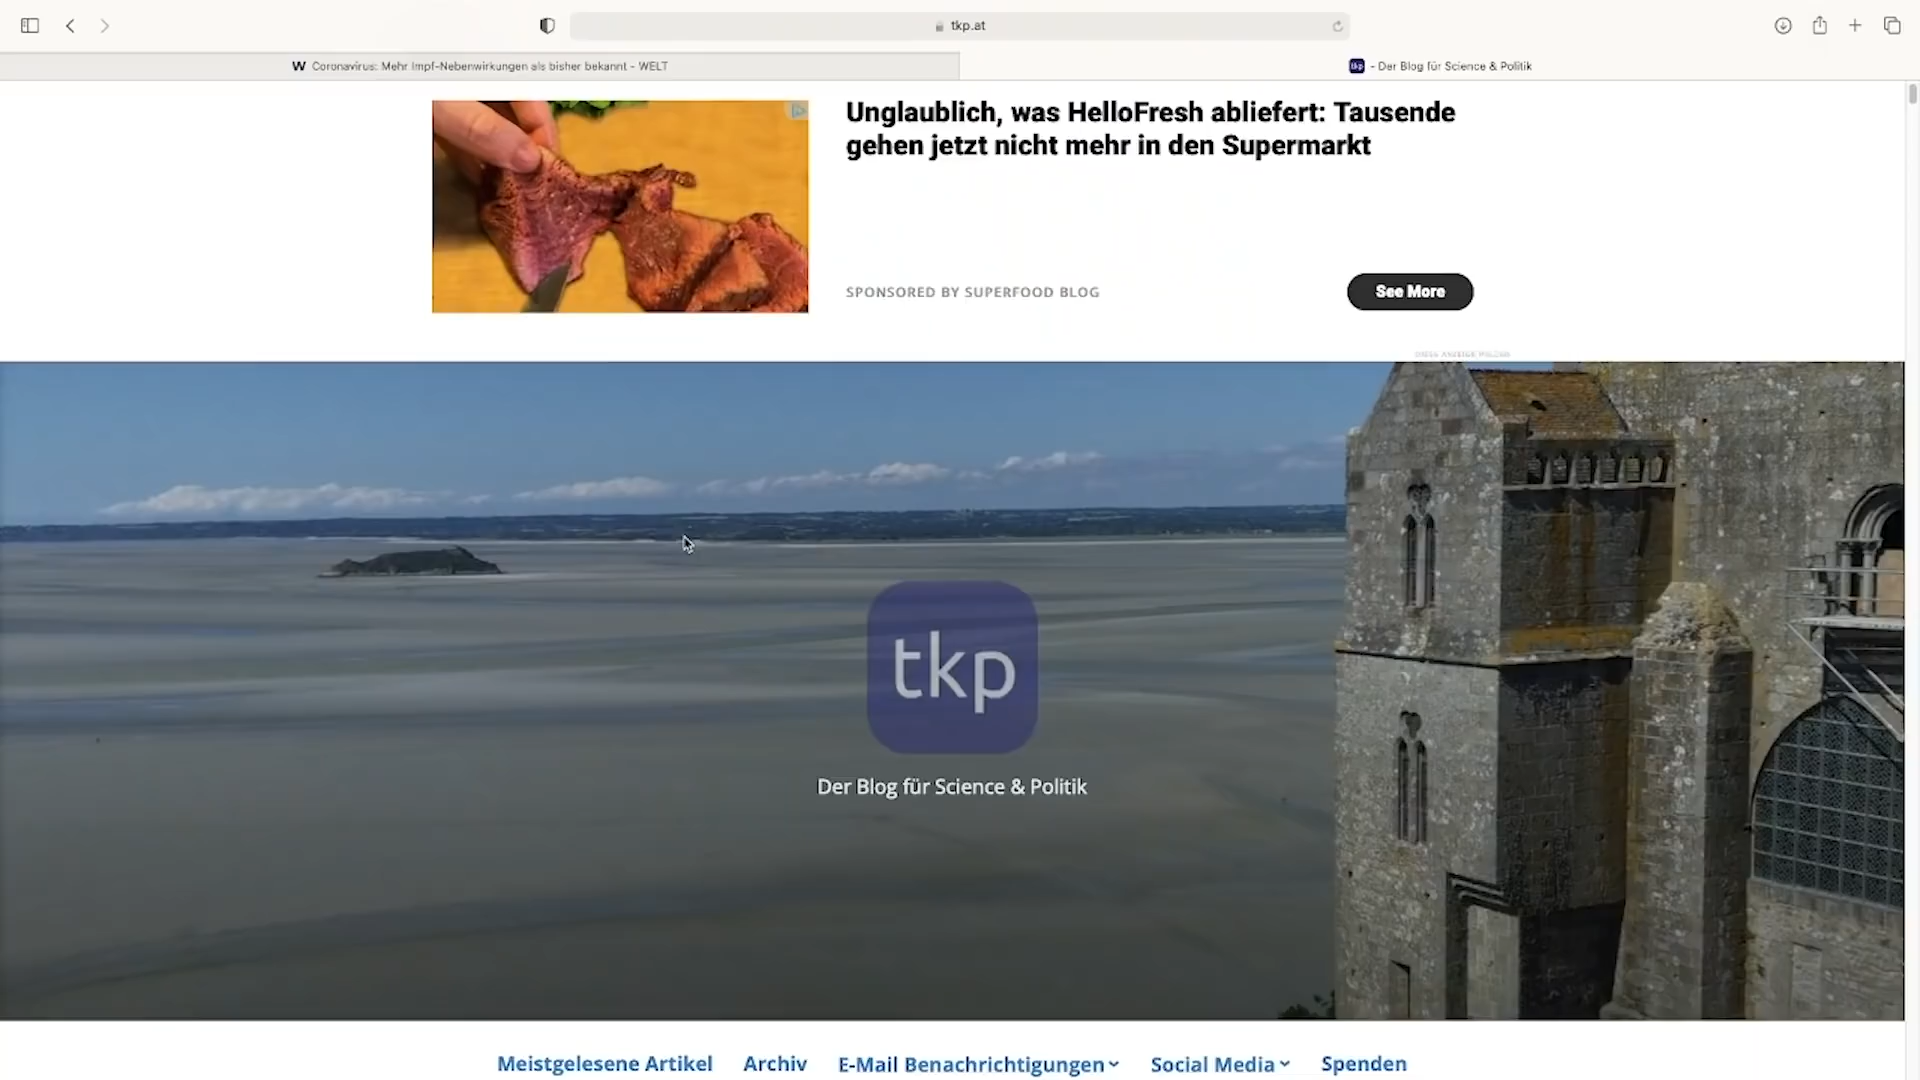 tkp.at
W Coronavirus: Mehr Impf-Nebenwirkungen als bisher bekannt - WELT
tkp - Der Blog für Science & Politik
Unglaublich, was HelloFresh abliefert: Tausende
gehen jetzt nicht mehr in den Supermarkt
SPONSORED BY SUPERFOOD BLOG
See More
tkp
Der Blog für Science & Politik
Meistgelesene Artikel
Archiv
E-Mail Benachrichtigungen
Social Media
Spenden